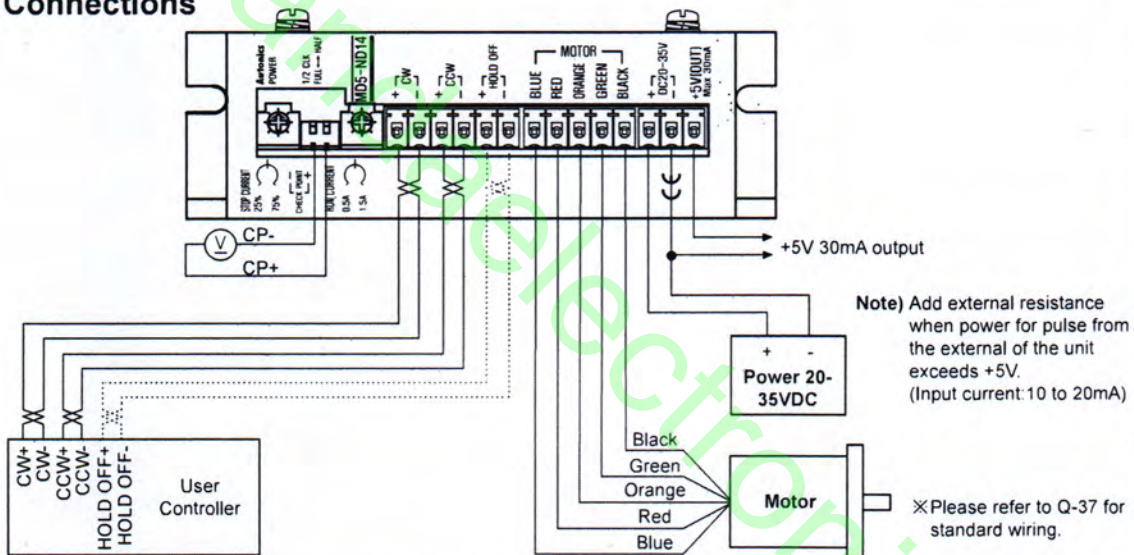 Connections
Autonics
POWER
1/2 CLK
FULL ↔ HALF
MD5-ND14
+ CW -
+ CCW -
+ HOLD OFF -
MOTOR
BLUE
RED
ORANGE
GREEN
BLACK
+ DC20-35V -
+5V(OUT)
Max 30mA
STOP CURRENT
25%
75%
CHECK POINT
- +
RUN CURRENT
0.5A
1.5A
V
CP-
CP+
+5V 30mA output
Note) Add external resistance
when power for pulse from
the external of the unit
exceeds +5V.
(Input current:10 to 20mA)
+ -
Power 20-
35VDC
CW+
CW-
CCW+
CCW-
HOLD OFF+
HOLD OFF-
User
Controller
Black
Green
Orange
Red
Blue
Motor
※Please refer to Q-37 for
standard wiring.